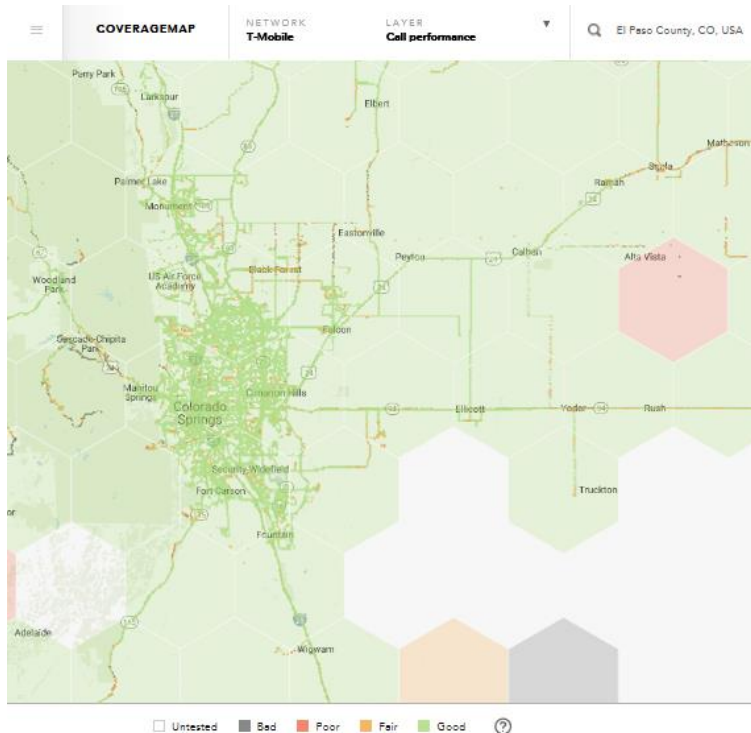 COVERAGEMAP
NETWORK
T-Mobile
LAYER
Call performance
El Paso County, CO, USA
Perry Park
Larkspur
Elbert
Matheson
Simla
Ramah
Palmer Lake
Monument
Eastonville
Peyton
Calhan
Alta Vista
Woodland
Park
US Air Force
Academy
Black Forest
Falcon
Cascade-Chipita
Park
Manitou
Springs
Cimarron Hills
Colorado
Springs
Ellicott
Yoder
94
Rush
Security-Widefield
Fort Carson
Truckton
Fountain
Adelaide
115
Wigwam
Untested
Bad
Poor
Fair
Good
?